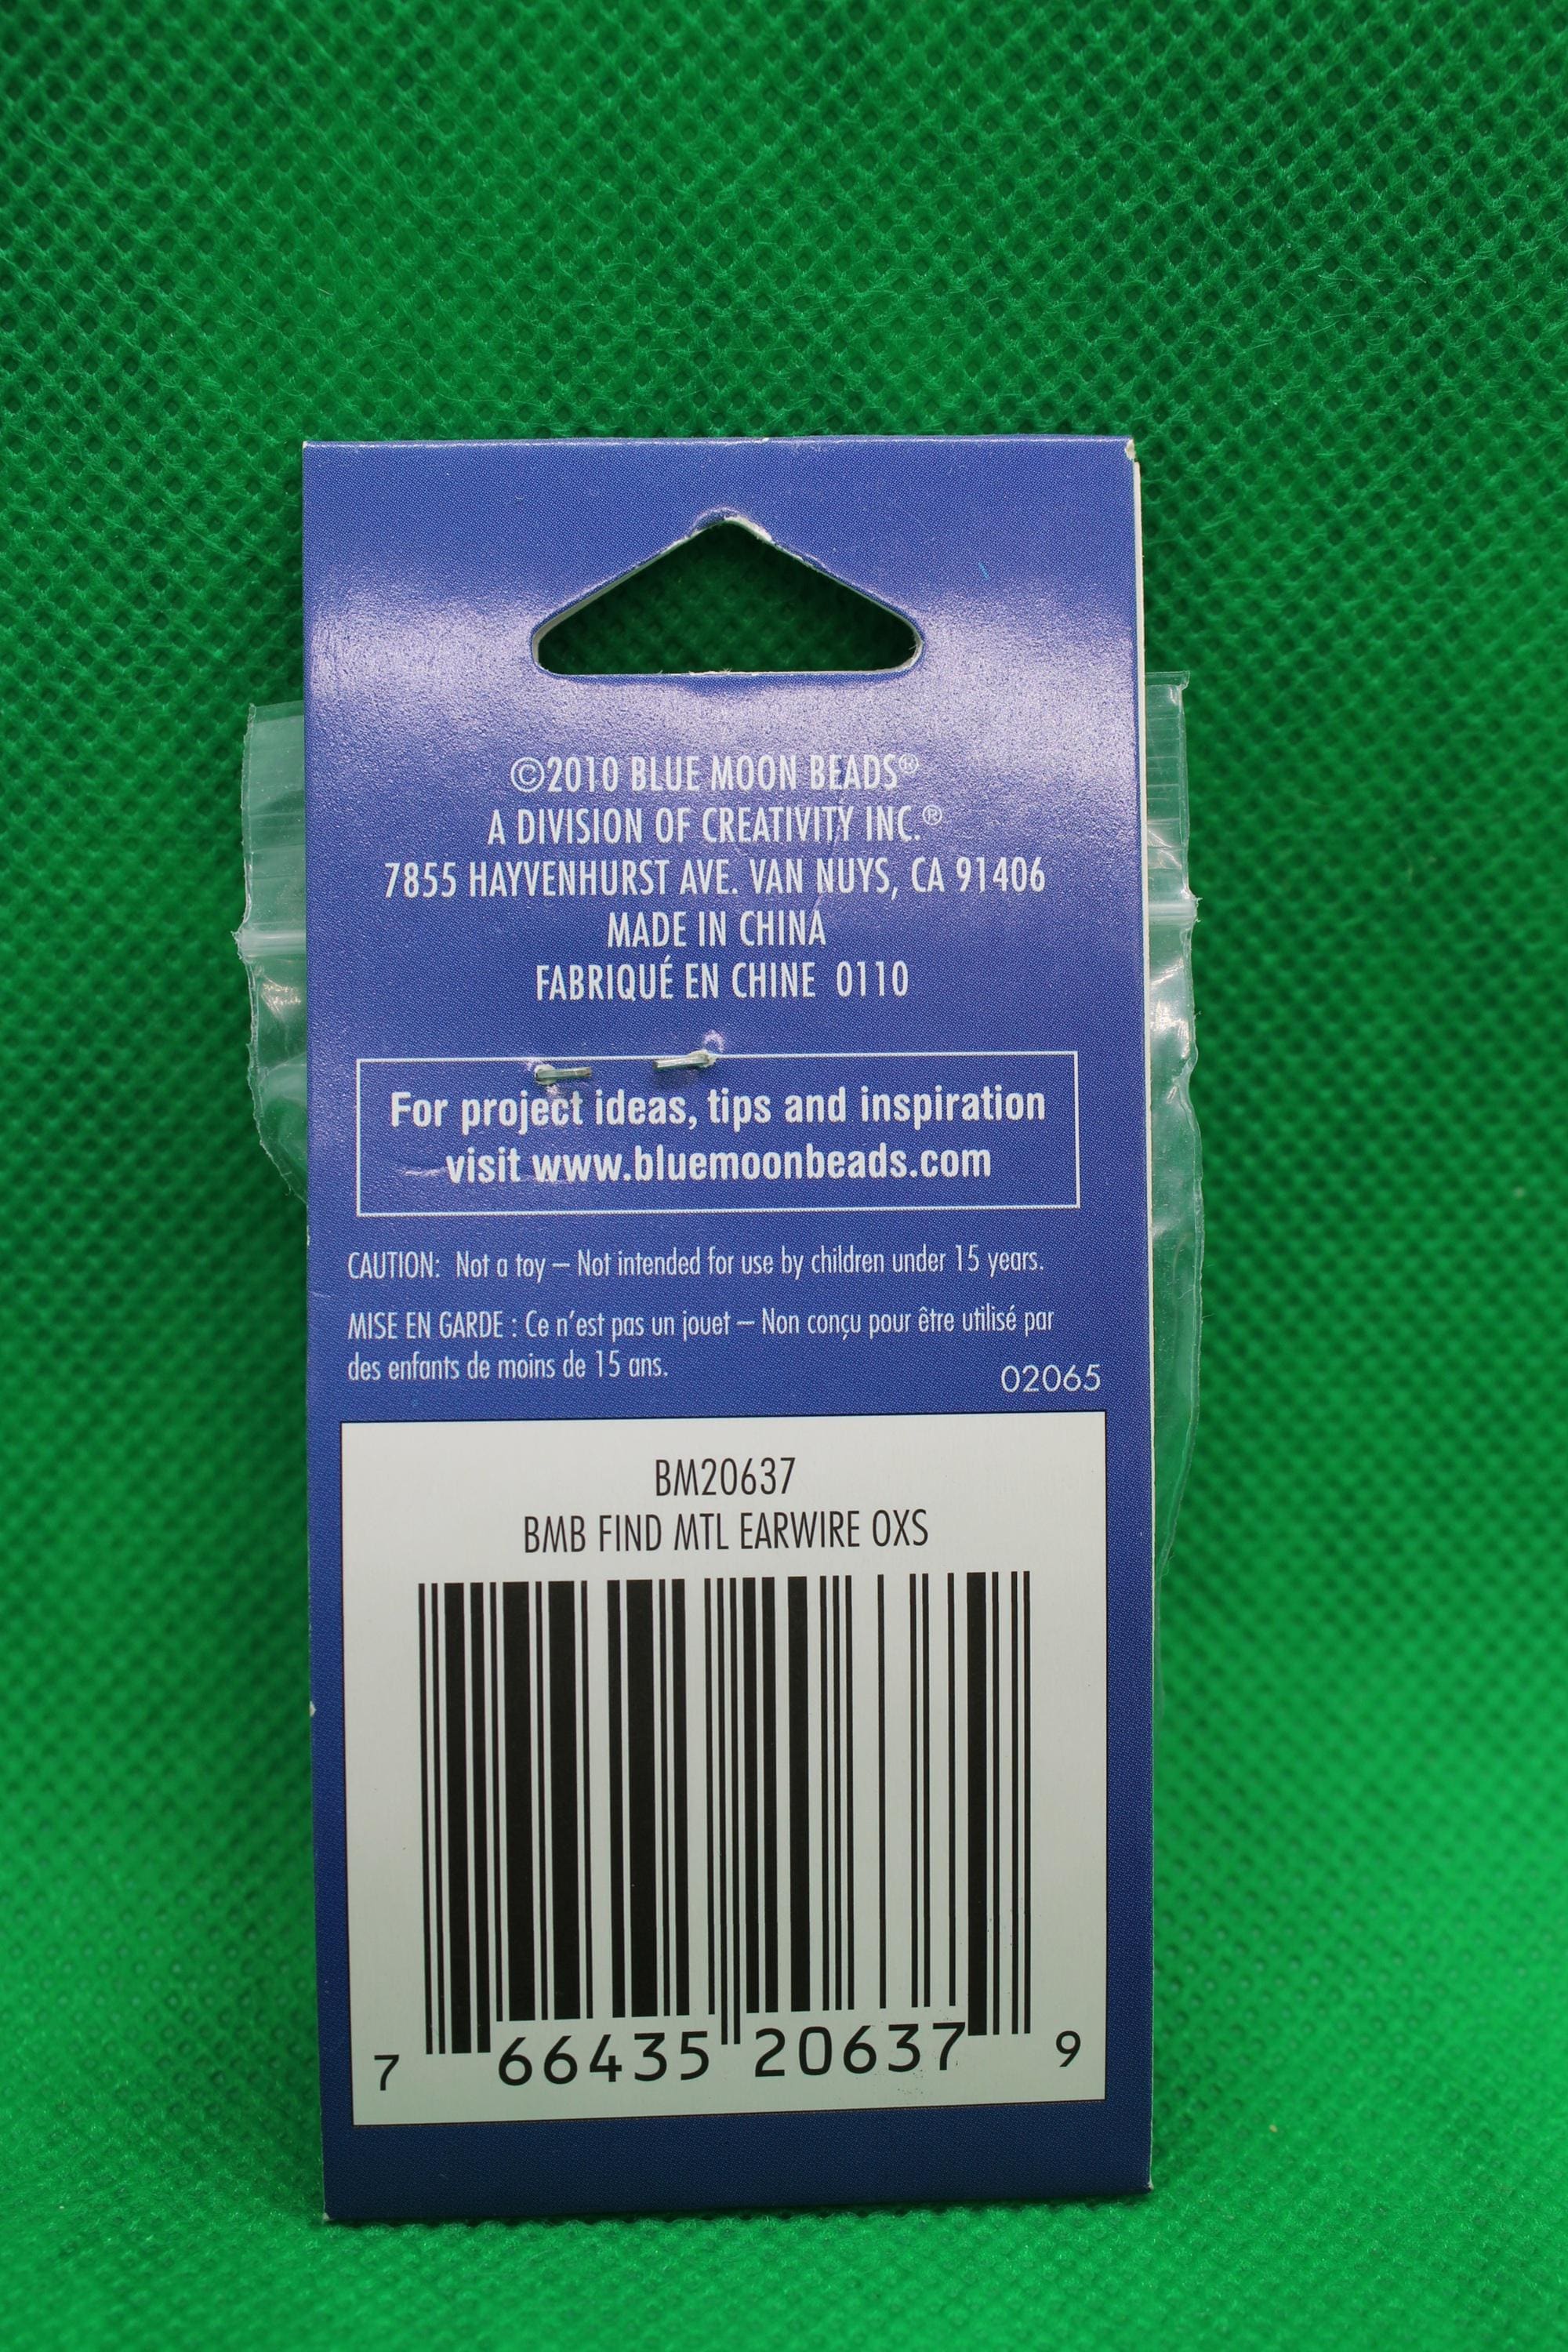 ©2010 BLUE MOON BEADS®
A DIVISION OF CREATIVITY INC.®
7855 HAYVENHURST AVE. VAN NUYS, CA 91406
MADE IN CHINA
FABRIQUÉ EN CHINE 0110
For project ideas, tips and inspiration
visit www.bluemoonbeads.com
CAUTION: Not a toy – Not intended for use by children under 15 years.
MISE EN GARDE : Ce n'est pas un jouet – Non conçu pour être utilisé par
des enfants de moins de 15 ans.
02065
BM20637
BMB FIND MTL EARWIRE OXS
7 66435 20637 9